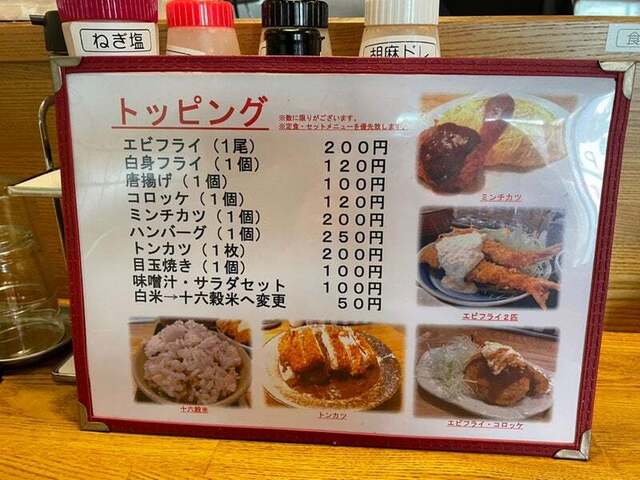 ねぎ塩
胡麻ドレ
食
トッピング
※数に限りがございます。
※定食・セットメニューを優先致します。
エビフライ（１尾） ２００円
白身フライ（１個） １２０円
唐揚げ（１個） １００円
コロッケ（１個） １２０円
ミンチカツ（１個） ２００円
ハンバーグ（１個） ２５０円
トンカツ（１枚） ２００円
目玉焼き（１個） １００円
味噌汁・サラダセット １００円
白米→十六穀米へ変更 ５０円
ミンチカツ
エビフライ２匹
十六穀米
トンカツ
エビフライ・コロッケ